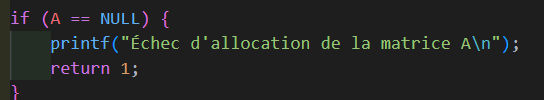 if (A == NULL) {
    printf("Échec d'allocation de la matrice A\n");
    return 1;
}